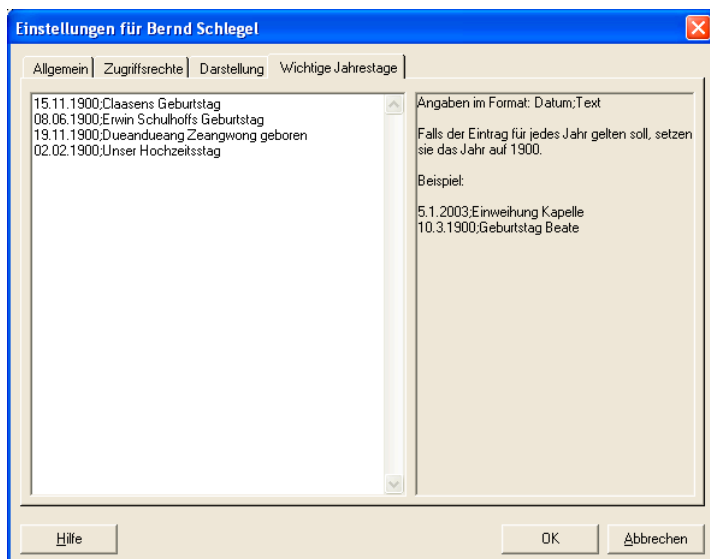 Einstellungen für Bernd Schlegel
Allgemein Zugriffsrechte Darstellung Wichtige Jahrestage
15.11.1900;Claasens Geburtstag
08.06.1900;Erwin Schulhoffs Geburtstag
19.11.1900;Dueandueang Zeangwong geboren
02.02.1900;Unser Hochzeitsstag
Angaben im Format: Datum;Text
Falls der Eintrag für jedes Jahr gelten soll, setzen
sie das Jahr auf 1900.
Beispiel:
5.1.2003;Einweihung Kapelle
10.3.1900;Geburtstag Beate
Hilfe OK Abbrechen